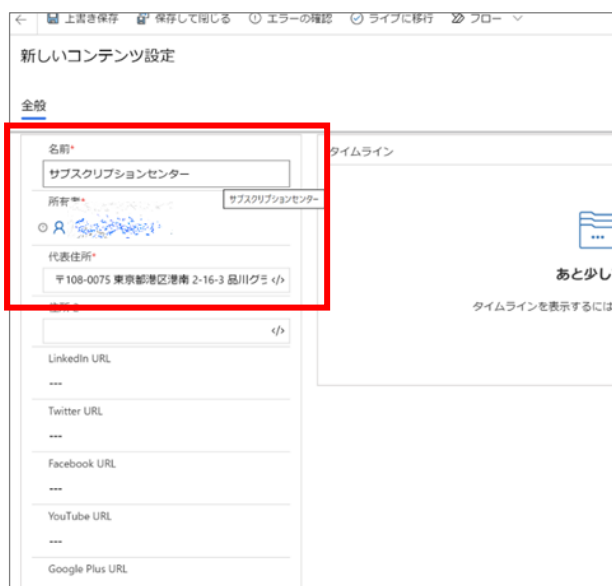 上書き保存 保存して閉じる エラーの確認 ライブに移行 フロー
新しいコンテンツ設定
全般
名前*
タイムライン
サブスクリプションセンター
所有者*
サブスクリプションセンター
代表住所*
〒108-0075 東京都港区港南 2-16-3 品川グラ </>
あと少し
タイムラインを表示するには
</>
LinkedIn URL
---
Twitter URL
---
Facebook URL
---
YouTube URL
---
Google Plus URL